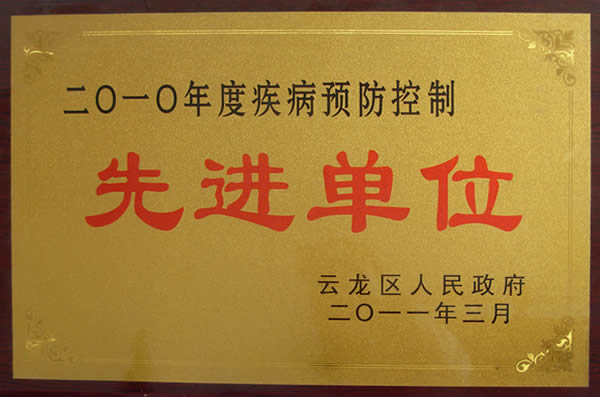 二〇一〇年度疾病预防控制
先进单位
云龙区人民政府
二〇一一年三月